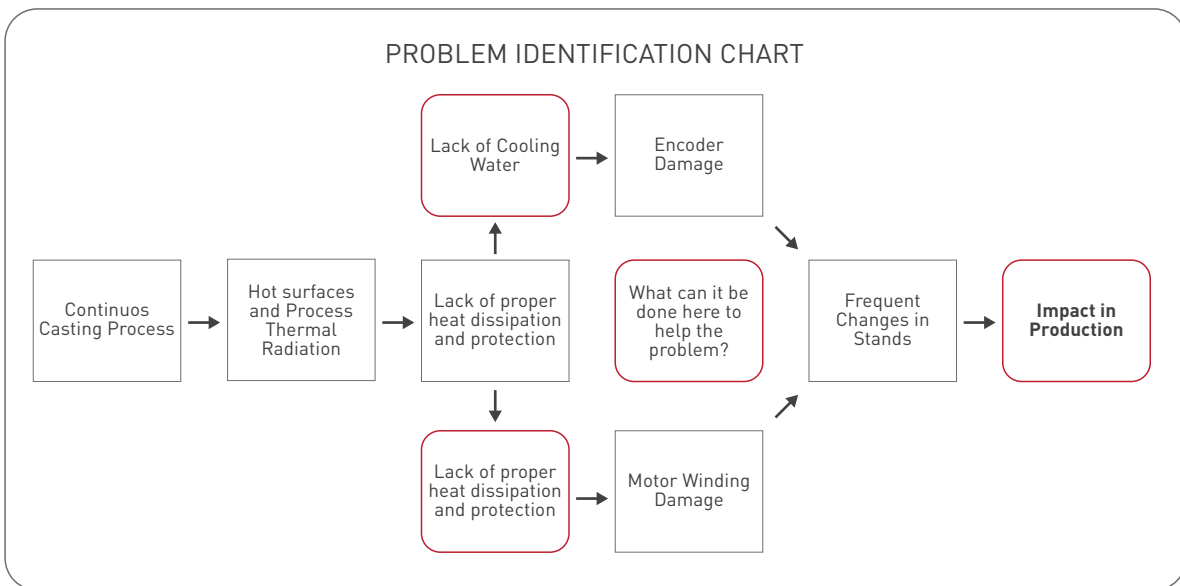 PROBLEM IDENTIFICATION CHART
Lack of Cooling
Water
Encoder
Damage
Continuos
Casting Process
Hot surfaces
and Process
Thermal
Radiation
Lack of proper
heat dissipation
and protection
What can it be
done here to
help the
problem?
Frequent
Changes in
Stands
Impact in
Production
Lack of proper
heat dissipation
and protection
Motor Winding
Damage